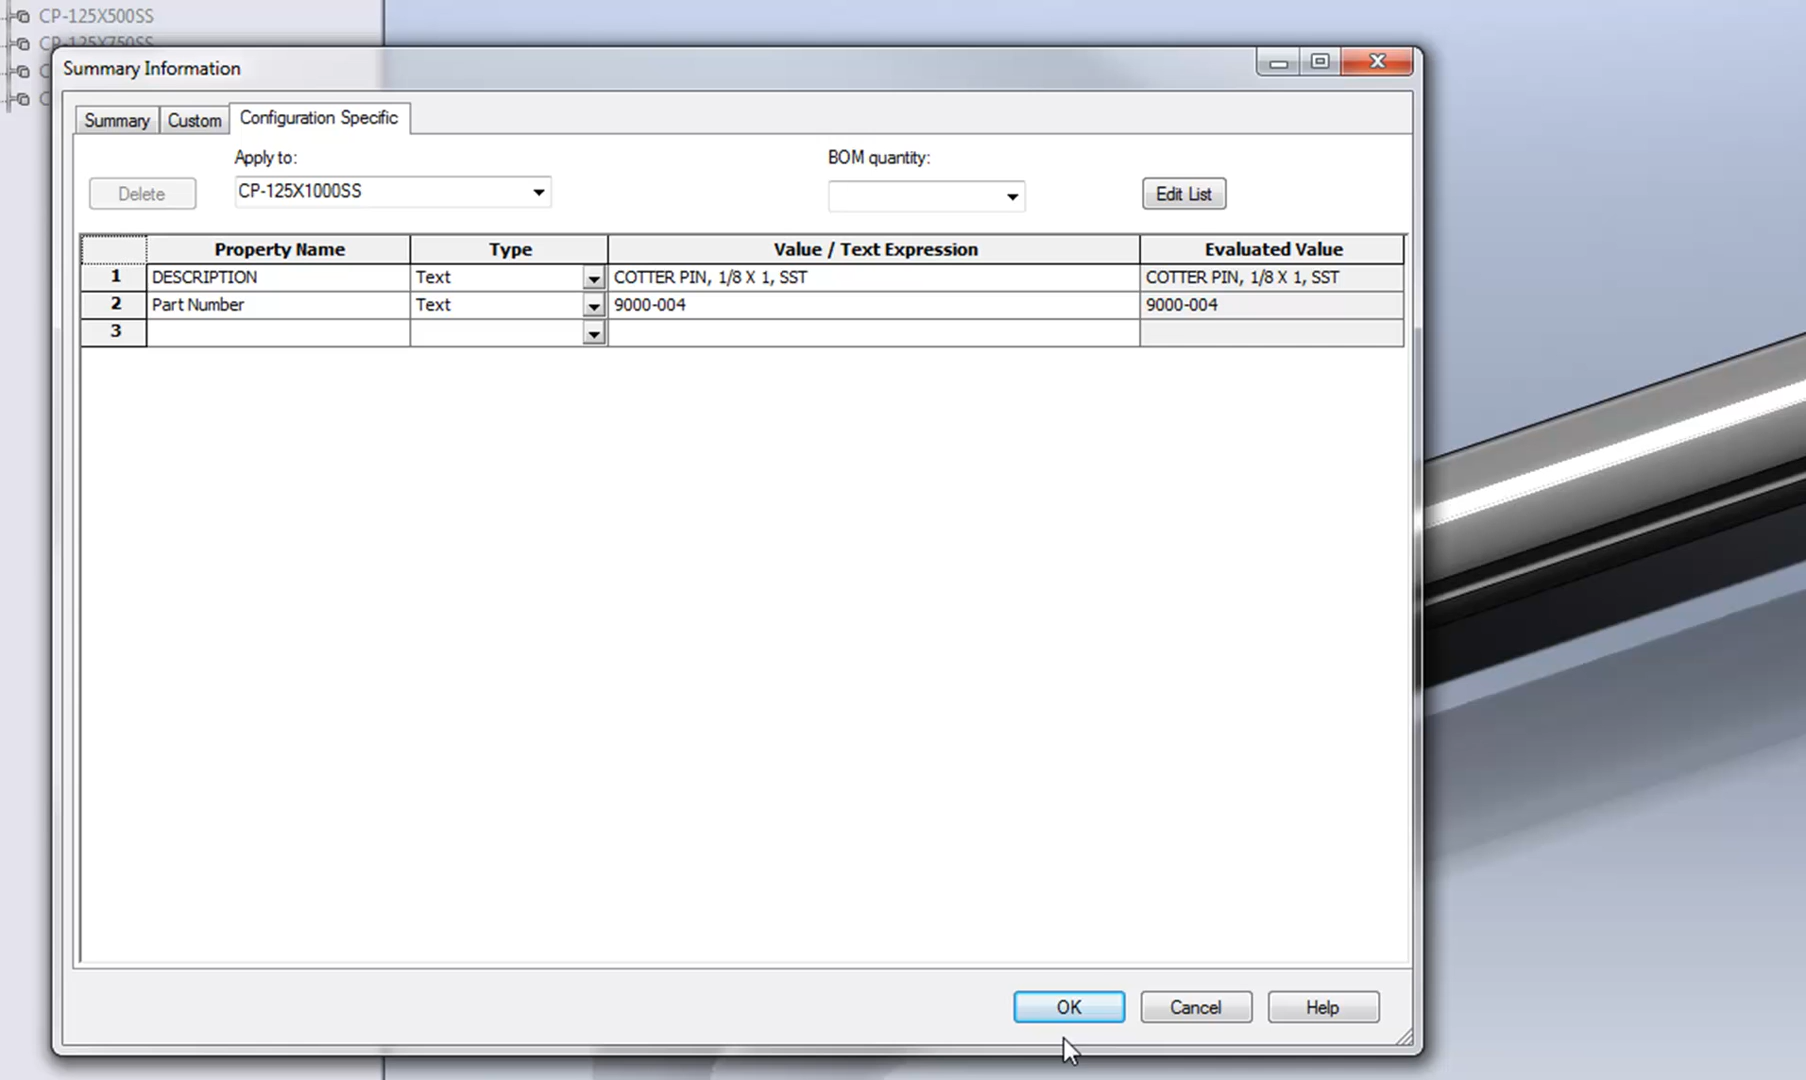 CP-125X500SS
CP-125X750SS
Summary Information
Summary Custom Configuration Specific
Apply to: BOM quantity:
Delete CP-125X1000SS Edit List
Property Name Type Value / Text Expression Evaluated Value
1 DESCRIPTION Text COTTER PIN, 1/8 X 1, SST COTTER PIN, 1/8 X 1, SST
2 Part Number Text 9000-004 9000-004
3
OK Cancel Help